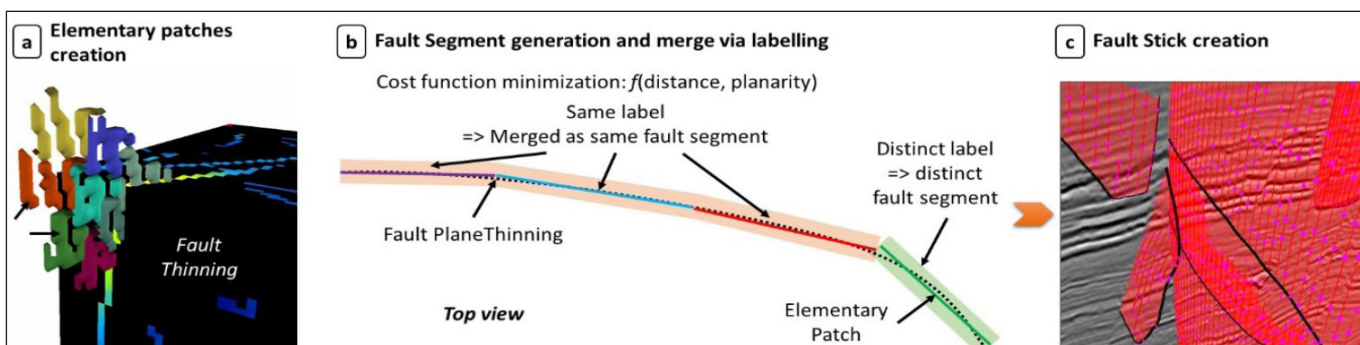 a
Elementary patches
creation
Fault
Thinning
b
Fault Segment generation and merge via labelling
Cost function minimization: f(distance, planarity)
Same label
=> Merged as same fault segment
Distinct label
=> distinct
fault segment
Fault PlaneThinning
Top view
Elementary
Patch
c
Fault Stick creation